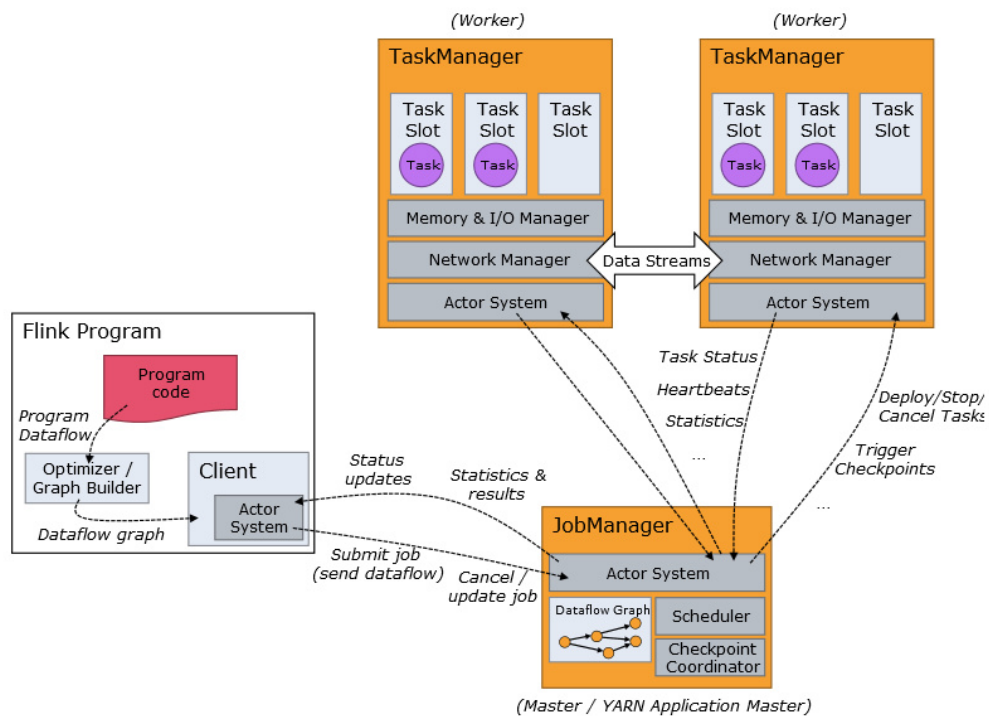 (Worker)
(Worker)
TaskManager
TaskManager
Task
Slot
Task
Slot
Task
Slot
Task
Slot
Task
Slot
Task
Slot
Task
Task
Task
Task
Memory & I/O Manager
Memory & I/O Manager
Network Manager
Data Streams
Network Manager
Actor System
Actor System
Flink Program
Program
code
Program
Dataflow
Optimizer /
Graph Builder
Dataflow graph
Client
Actor
System
Status
updates
Statistics &
results
Submit job
(send dataflow)
Cancel /
update job
Task Status
Heartbeats
Statistics
...
Deploy/Stop/
Cancel Tasks
Trigger
Checkpoints
...
JobManager
Actor System
Dataflow Graph
Scheduler
Checkpoint
Coordinator
(Master / YARN Application Master)